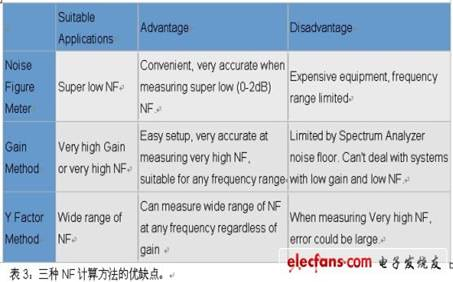 Suitable Applications
Advantage
Disadvantage
Noise Figure Meter
Super low NF
Convenient, very accurate when
measuring super low (0-2dB)
NF.
Expensive equipment, frequency
range limited
Gain Method
Very high Gain
or very high NF
Easy setup, very accurate at
measuring very high NF,
suitable for any frequency range
Limited by Spectrum Analyzer
noise floor. Can't deal with systems
with low gain and low NF.
Y Factor Method
Wide range of
NF
Can measure wide range of NF
at any frequency regardless of
gain
When measuring Very high NF,
error could be large.
表 3：三种 NF 计算方法的优缺点。
elecfans.com 电子发烧友